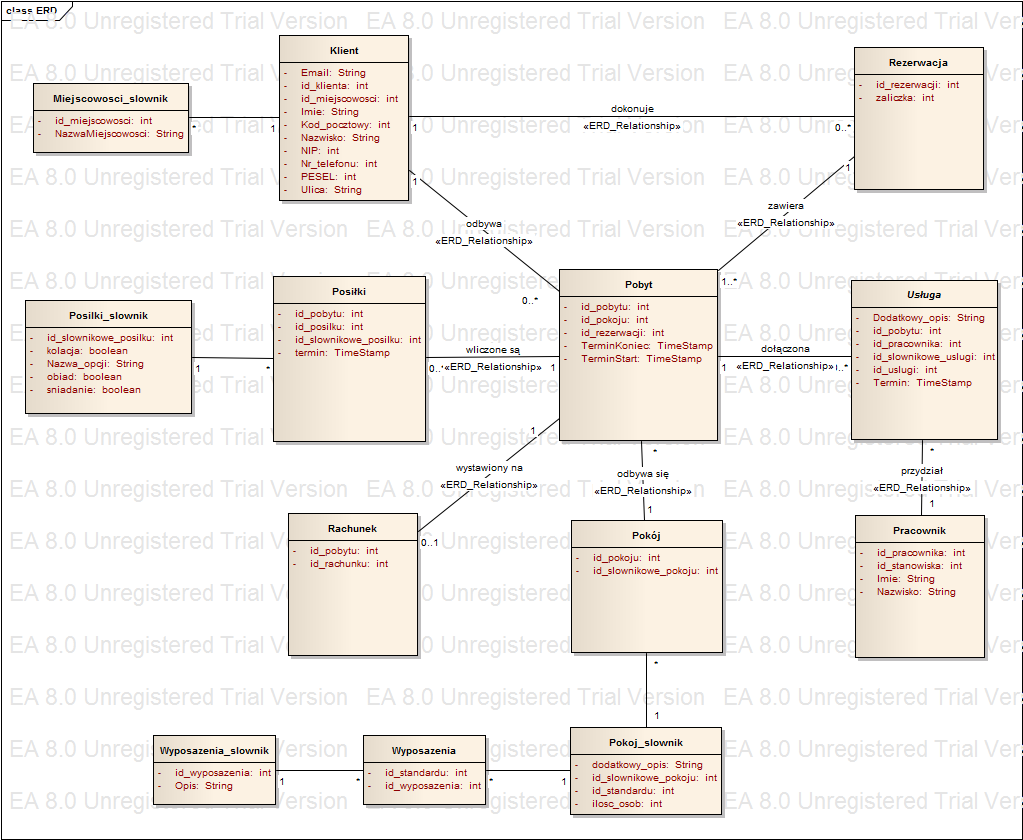 class ERD
EA 8.0 Unregistered Trial Version
Klient
- Email: String
- id_klienta: int
- id_miejscowosci: int
- Imie: String
- Kod_pocztowy: int
- Nazwisko: String
- NIP: int
- Nr_telefonu: int
- PESEL: int
- Ulica: String
Rezerwacja
- id_rezerwacji: int
- zaliczka: int
Miejscowosci_slownik
- id_miejscowosci: int
- NazwaMiejscowosci: String
* 1
dokonuje
«ERD_Relationship»
1 0..*
1
odbywa
«ERD_Relationship»
0..*
1
zawiera
«ERD_Relationship»
1..*
Posilki_slownik
- id_slownikowe_posilku: int
- kolacja: boolean
- Nazwa_opcji: String
- obiad: boolean
- sniadanie: boolean
1 *
Posiłki
- id_pobytu: int
- id_posilku: int
- id_slownikowe_posilku: int
- termin: TimeStamp
wliczone są
0..* «ERD_Relationship» 1
Pobyt
- id_pobytu: int
- id_pokoju: int
- id_rezerwacji: int
- TerminKoniec: TimeStamp
- TerminStart: TimeStamp
dołączona
1 «ERD_Relationship» 1..*
Usługa
- Dodatkowy_opis: String
- id_pobytu: int
- id_pracownika: int
- id_slownikowe_uslugi: int
- id_uslugi: int
- Termin: TimeStamp
1
wystawiony na
«ERD_Relationship»
0..1
*
odbywa się
«ERD_Relationship»
1
*
przydział
«ERD_Relationship»
1
Rachunek
- id_pobytu: int
- id_rachunku: int
Pokój
- id_pokoju: int
- id_slownikowe_pokoju: int
Pracownik
- id_pracownika: int
- id_stanowiska: int
- Imie: String
- Nazwisko: String
*
1
Wyposazenia_slownik
- id_wyposazenia: int
- Opis: String
1 *
Wyposazenia
- id_standardu: int
- id_wyposazenia: int
* 1
Pokoj_slownik
- dodatkowy_opis: String
- id_slownikowe_pokoju: int
- id_standardu: int
- ilosc_osob: int